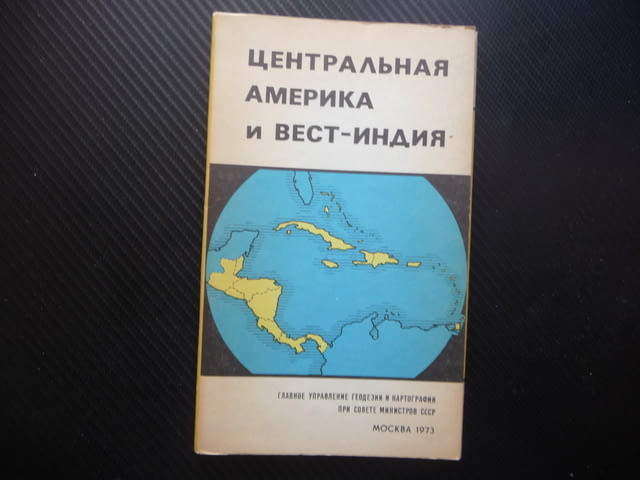 ЦЕНТРАЛЬНАЯ
АМЕРИКА
и ВЕСТ-ИНДИЯ
ГЛАВНОЕ УПРАВЛЕНИЕ ГЕОДЕЗИИ И КАРТОГРАФИИ
ПРИ СОВЕТЕ МИНИСТРОВ СССР
МОСКВА 1973